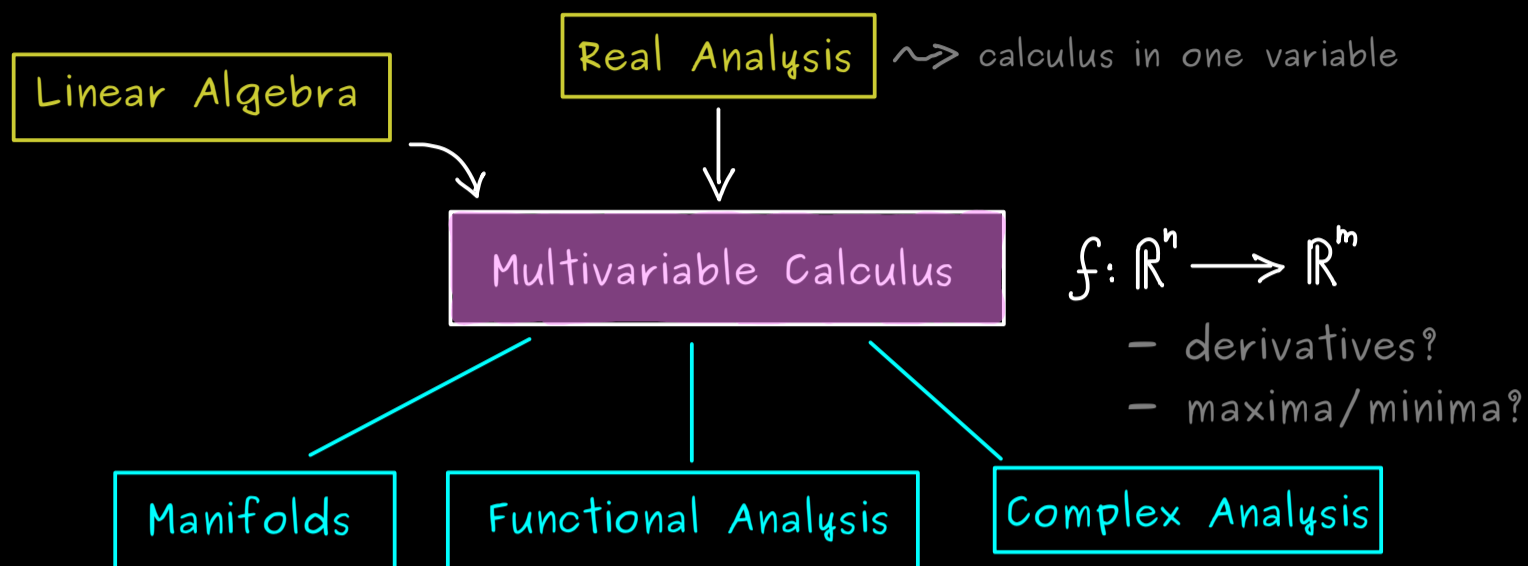 Real Analysis ⇝ calculus in one variable
Linear Algebra
Multivariable Calculus
f: ℝⁿ ⟶ ℝᵐ
– derivatives?
– maxima/minima?
Manifolds
Functional Analysis
Complex Analysis